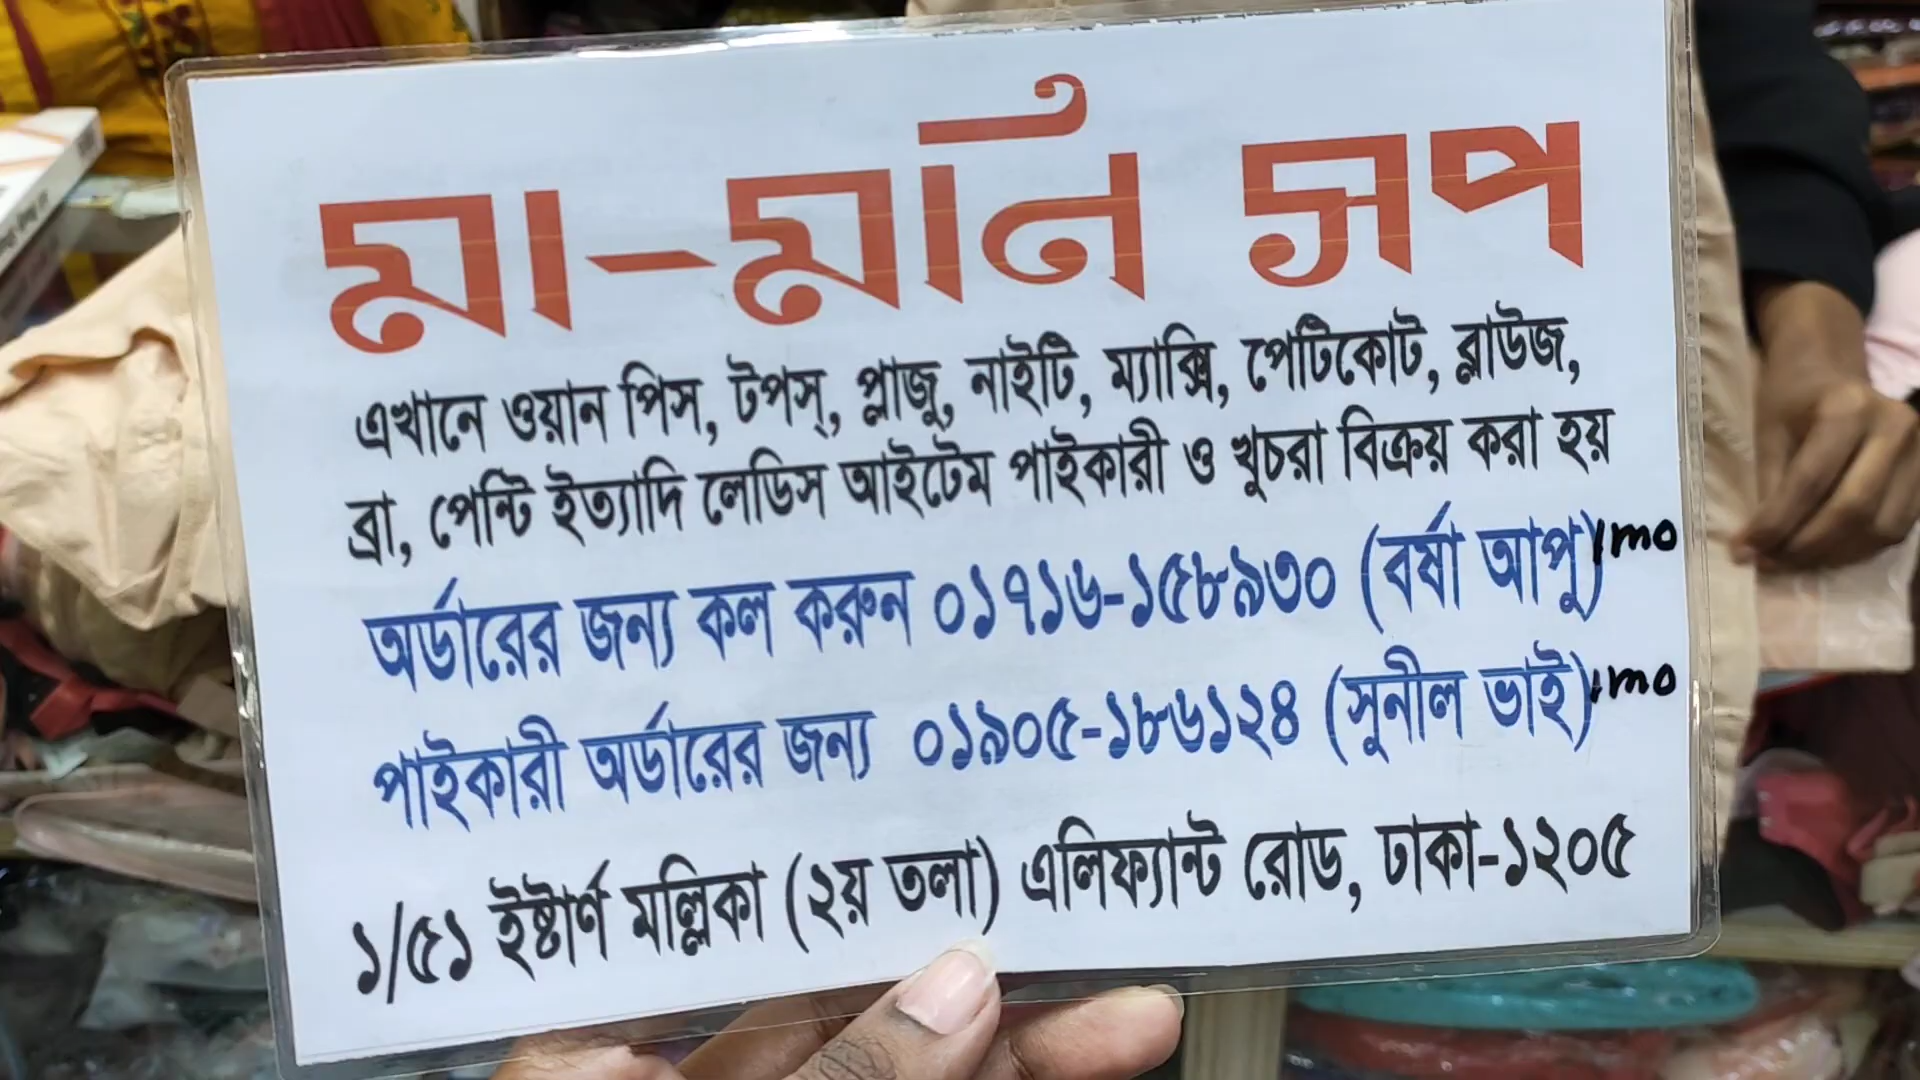 মা-মনি সপ
এখানে ওয়ান পিস, টপস্, প্লাজু, নাইটি, ম্যাক্সি, পেটিকোট, ব্লাউজ,
ব্রা, পেন্টি ইত্যাদি লেডিস আইটেম পাইকারী ও খুচরা বিক্রয় করা হয়
অর্ডারের জন্য কল করুন ০১৭১৬-১৫৮৯৩০ (বর্ষা আপু) imo
পাইকারী অর্ডারের জন্য ০১৯০৫-১৮৬১২৪ (সুনীল ভাই) imo
১/৫১ ইষ্টার্ণ মল্লিকা (২য় তলা) এলিফ্যান্ট রোড, ঢাকা-১২০৫